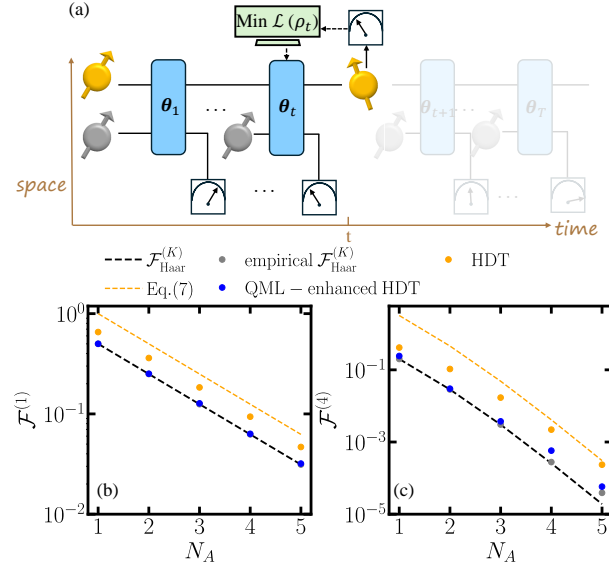 (a)
Min ℒ (ρ_t)
θ_1
...
θ_t
...
θ_{t+1}
...
θ_T
...
...
space
t
time
ℱ_Haar^(K)
empirical ℱ_Haar^(K)
HDT
Eq.(7)
QML − enhanced HDT
10^0
10^−1
10^−2
ℱ^(1)
(b)
1 2 3 4 5
N_A
10^−1
10^−3
10^−5
ℱ^(4)
(c)
1 2 3 4 5
N_A